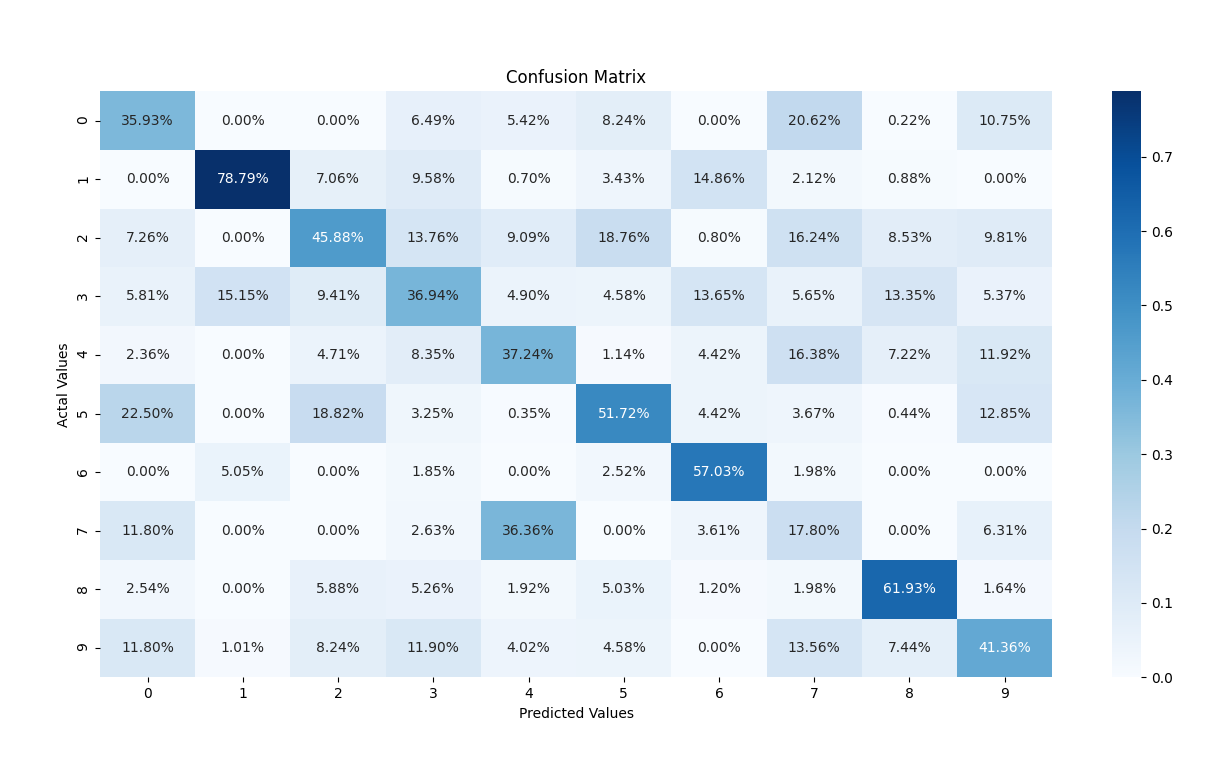 Confusion Matrix
0 35.93% 0.00% 0.00% 6.49% 5.42% 8.24% 0.00% 20.62% 0.22% 10.75%
1 0.00% 78.79% 7.06% 9.58% 0.70% 3.43% 14.86% 2.12% 0.88% 0.00%
2 7.26% 0.00% 45.88% 13.76% 9.09% 18.76% 0.80% 16.24% 8.53% 9.81%
3 5.81% 15.15% 9.41% 36.94% 4.90% 4.58% 13.65% 5.65% 13.35% 5.37%
4 2.36% 0.00% 4.71% 8.35% 37.24% 1.14% 4.42% 16.38% 7.22% 11.92%
5 22.50% 0.00% 18.82% 3.25% 0.35% 51.72% 4.42% 3.67% 0.44% 12.85%
6 0.00% 5.05% 0.00% 1.85% 0.00% 2.52% 57.03% 1.98% 0.00% 0.00%
7 11.80% 0.00% 0.00% 2.63% 36.36% 0.00% 3.61% 17.80% 0.00% 6.31%
8 2.54% 0.00% 5.88% 5.26% 1.92% 5.03% 1.20% 1.98% 61.93% 1.64%
9 11.80% 1.01% 8.24% 11.90% 4.02% 4.58% 0.00% 13.56% 7.44% 41.36%
0 1 2 3 4 5 6 7 8 9
Predicted Values
Actal Values
0.7
0.6
0.5
0.4
0.3
0.2
0.1
0.0